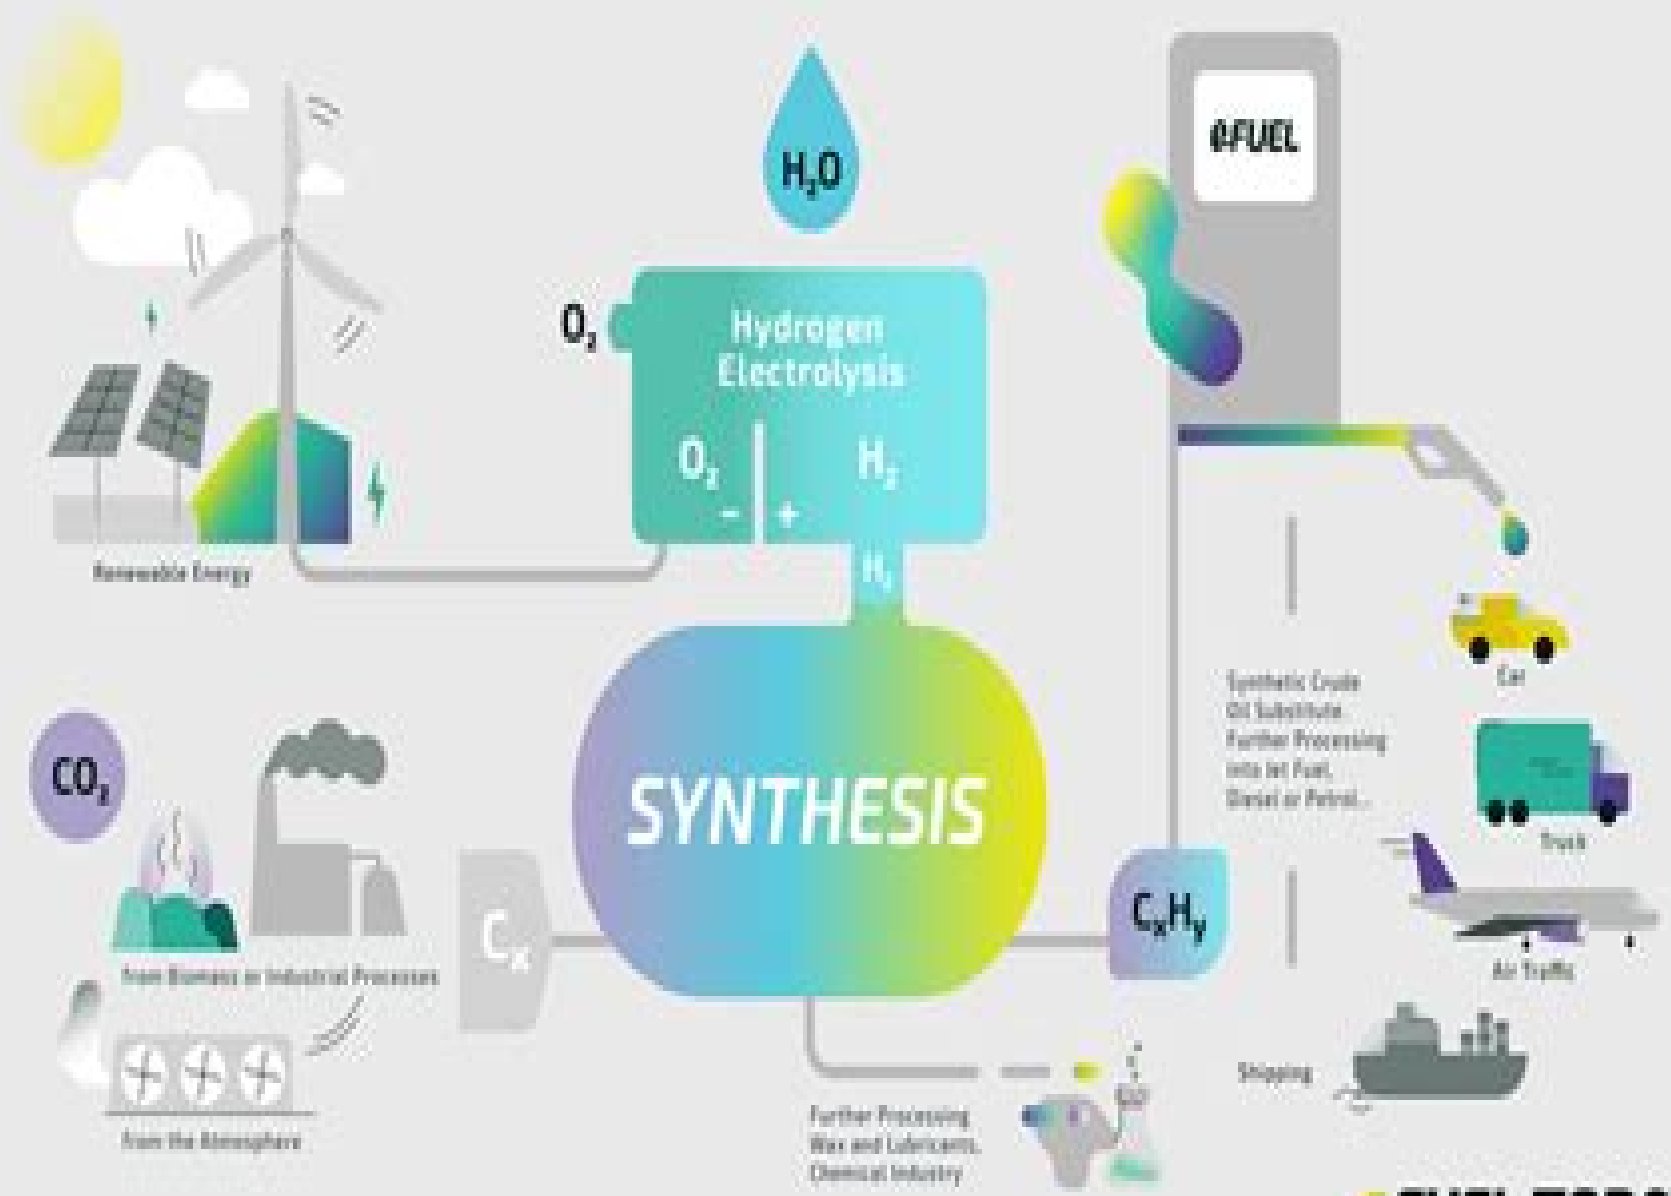 H₂O
eFUEL
O₂
Hydrogen
Electrolysis
O₂
H₂
- +
H₂
Renewable Energy
SYNTHESIS
CO₂
from Biomass or Industrial Processes
from the Atmosphere
Cₓ
CₓHᵧ
Synthetic Crude
Oil Substitute.
Further Processing
into Jet Fuel,
Diesel or Petrol...
Car
Truck
Air Traffic
Shipping
Further Processing
Wax and Lubricants,
Chemical Industry